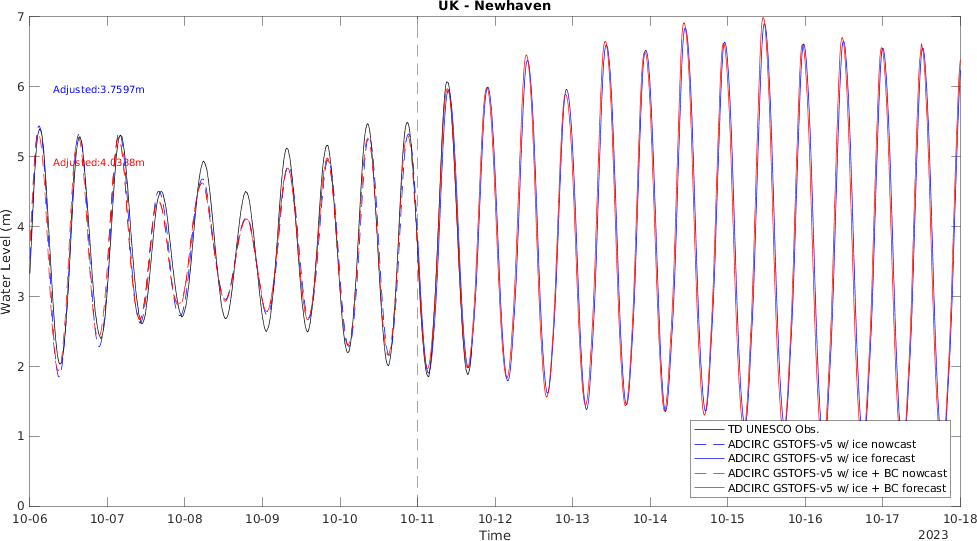 UK - Newhaven
7
6
5
4
3
2
1
0
Water Level (m)
Adjusted:3.7597m
Adjusted:4.0388m
TD UNESCO Obs.
ADCIRC GSTOFS-v5 w/ ice nowcast
ADCIRC GSTOFS-v5 w/ ice forecast
ADCIRC GSTOFS-v5 w/ ice + BC nowcast
ADCIRC GSTOFS-v5 w/ ice + BC forecast
10-06 10-07 10-08 10-09 10-10 10-11 10-12 10-13 10-14 10-15 10-16 10-17 10-18
Time
2023